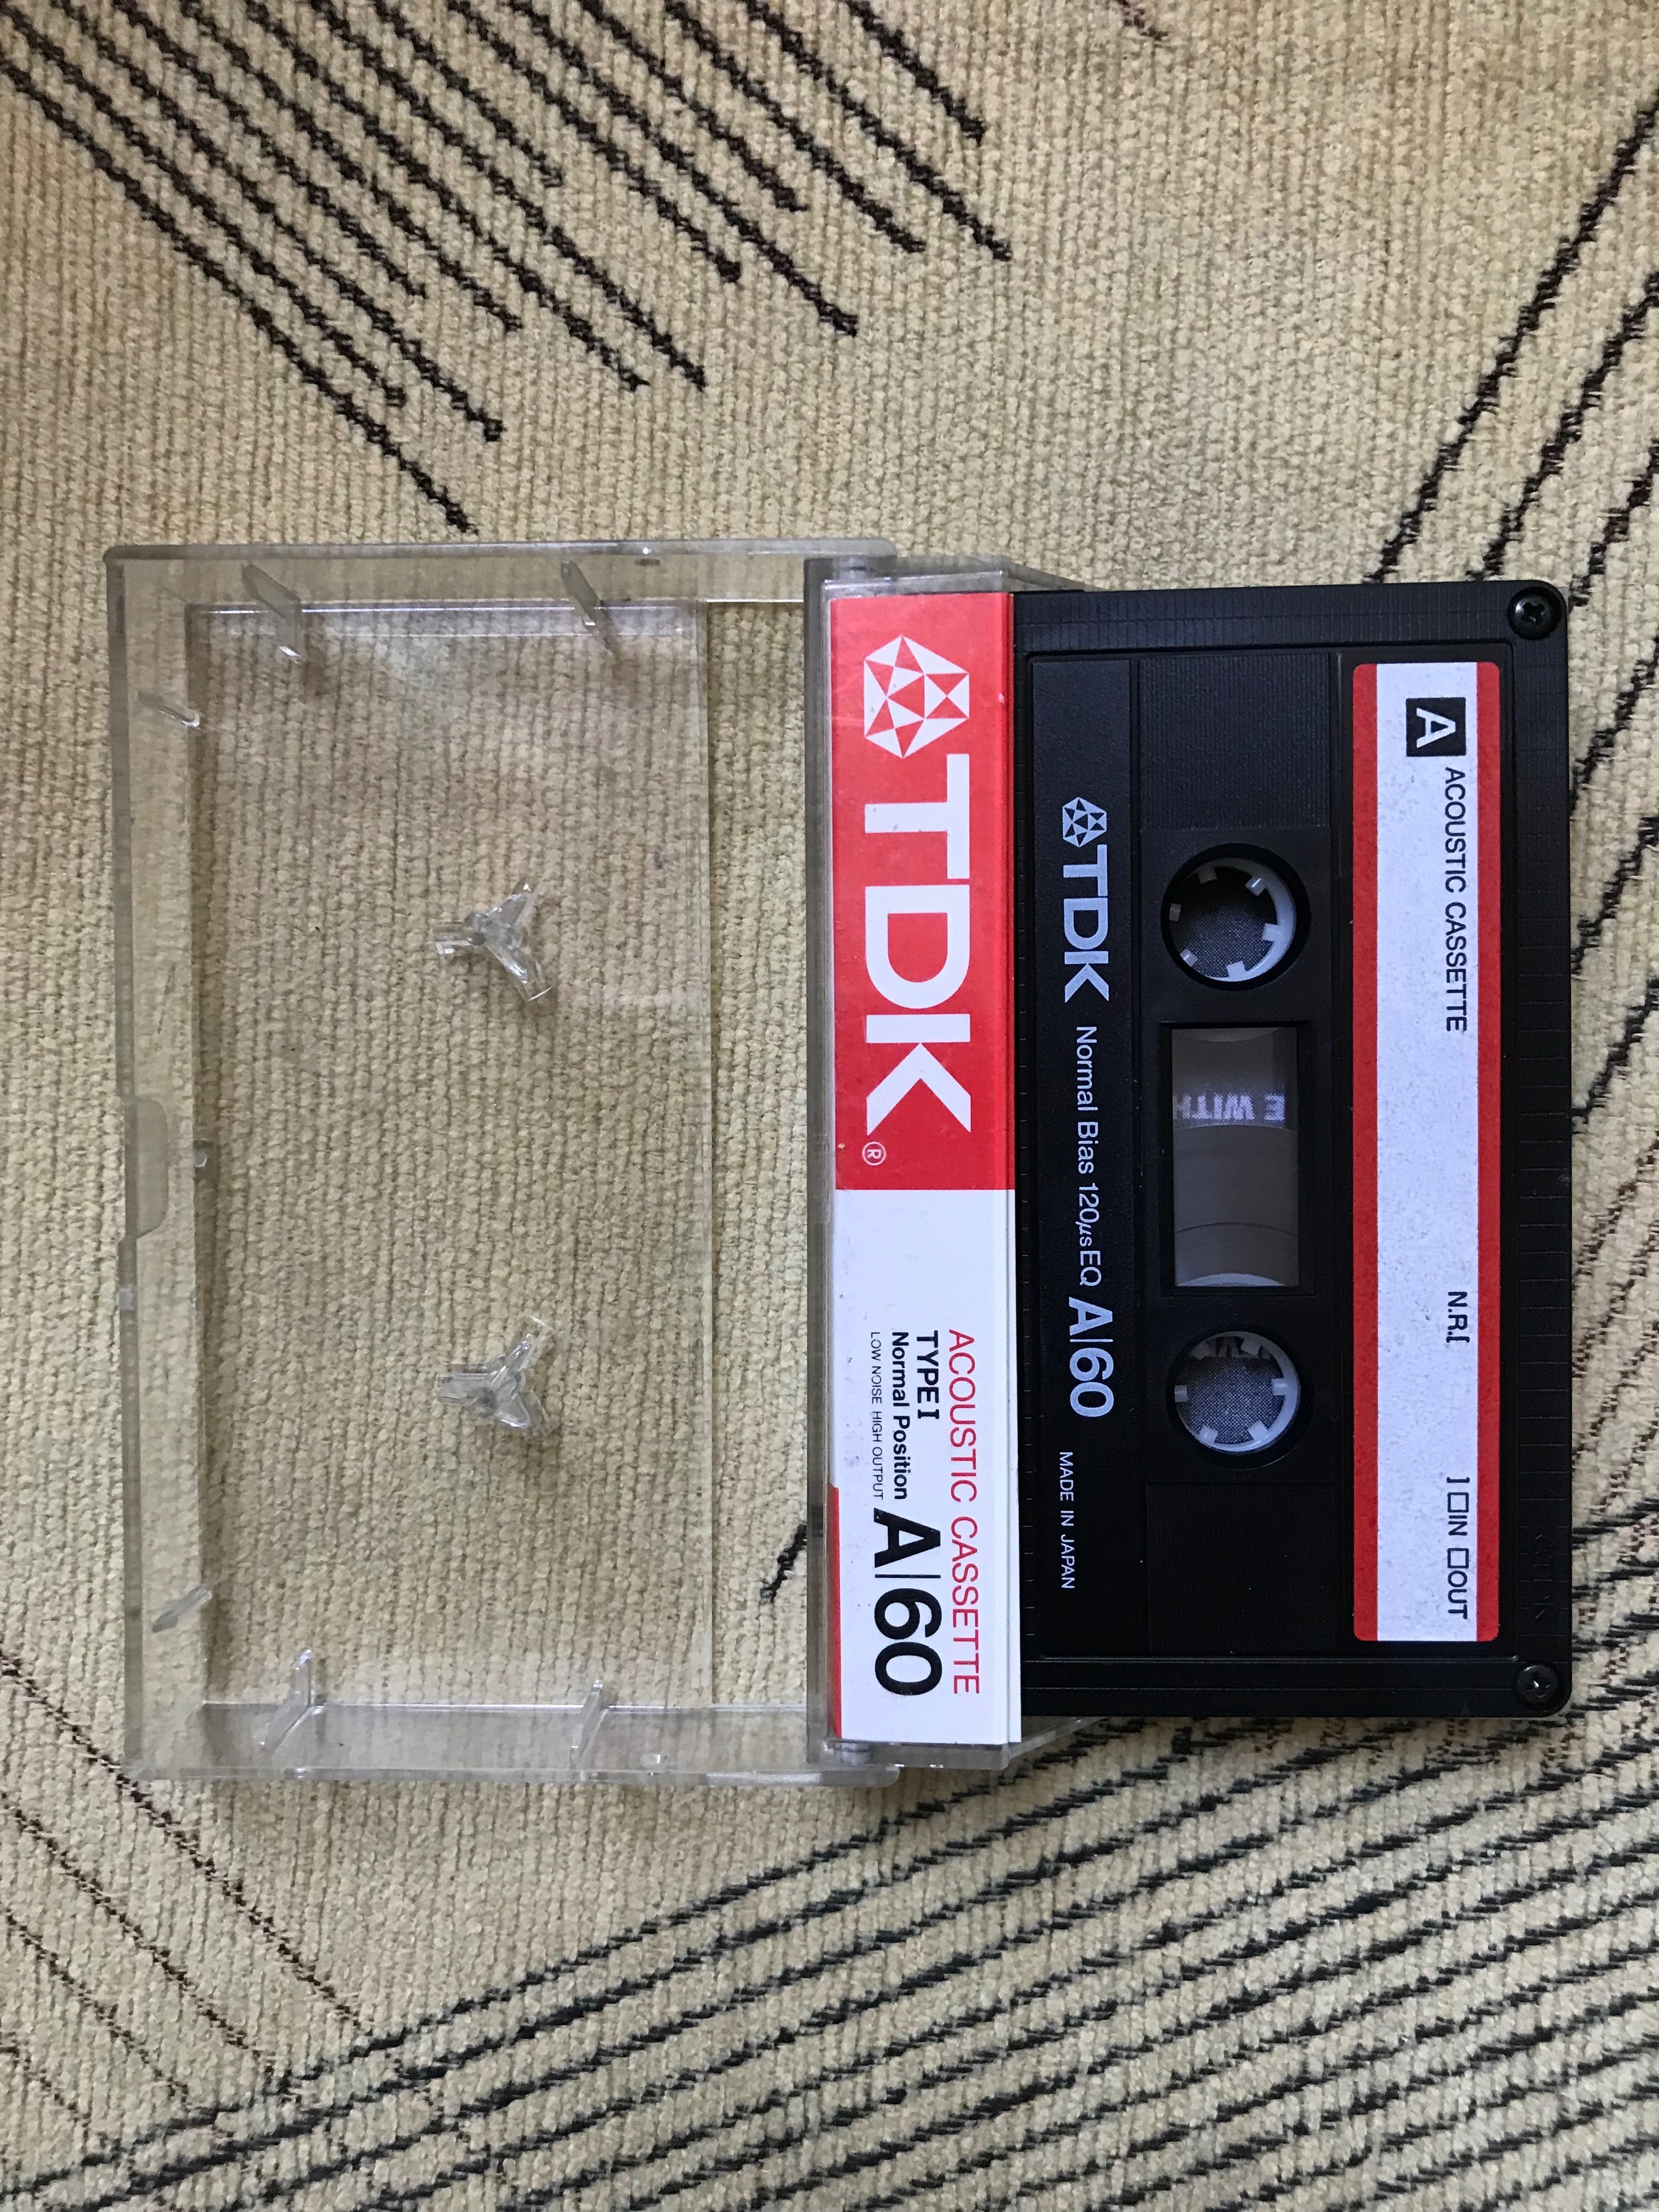 A ACOUSTIC CASSETTE
N.R.[ ] □IN □OUT
E WITH
TDK Normal Bias 120μs EQ A|60
MADE IN JAPAN
TDK®
ACOUSTIC CASSETTE
TYPE I
Normal Position
LOW NOISE HIGH OUTPUT
A|60